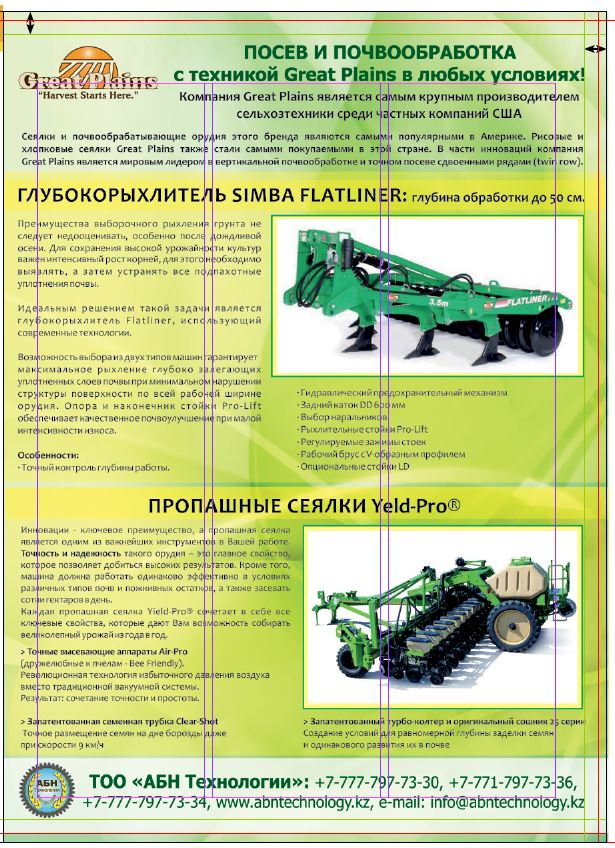 Great Plains
"Harvest Starts Here."
ПОСЕВ И ПОЧВООБРАБОТКА
с техникой Great Plains в любых условиях!
Компания Great Plains является самым крупным производителем
сельхозтехники среди частных компаний США
Сеялки и почвообрабатывающие орудия этого бренда являются самыми популярными в Америке. Рисовые и
хлопковые сеялки Great Plains также стали самыми покупаемыми в этой стране. В части инноваций компания
Great Plains является мировым лидером в вертикальной почвообработке и точном посеве сдвоенными рядами (twin row).
ГЛУБОКОРЫХЛИТЕЛЬ SIMBA FLATLINER: глубина обработки до 50 см.
Преимущества выборочного рыхления грунта не
следует недооценивать, особенно после дождливой
осени. Для сохранения высокой урожайности культур
важен интенсивный рост корней, для этого необходимо
выявлять, а затем устранять все подпахотные
уплотнения почвы.
Идеальным решением такой задачи является
глубокорыхлитель Flatliner, использующий
современные технологии.
Возможность выбора из двух типов машин гарантирует
максимальное рыхление глубоко залегающих
уплотненных слоев почвы при минимальном нарушении
структуры поверхности по всей рабочей ширине
орудия. Опора и наконечник стойки Pro-Lift
обеспечивает качественное почвоулучшение при малой
интенсивности износа.
Особенности:
· Точный контроль глубины работы.
3.5m
FLATLINER
· Гидравлический предохранительный механизм
· Задний каток DD 600 мм
· Выбор наральников
· Рыхлительные стойки Pro-Lift
· Регулируемые зажимы стоек
· Рабочий брус с V-образным профилем
· Опциональные стойки LD
ПРОПАШНЫЕ СЕЯЛКИ Yeld-Pro®
Инновации - ключевое преимущество, а пропашная сеялка
является одним из важнейших инструментов в Вашей работе.
Точность и надежность такого орудия – это главное свойство,
которое позволяет добиться высоких результатов. Кроме того,
машина должна работать одинаково эффективно в условиях
различных типов почв и пожнивных остатков, а также засевать
сотни гектаров в день.
Каждая пропашная сеялка Yield-Pro® сочетает в себе все
ключевые свойства, которые дают Вам возможность собирать
великолепный урожай из года в год.
> Точные высевающие аппараты Air-Pro
(дружелюбные к пчелам - Bee Friendly).
Революционная технология избыточного давления воздуха
вместо традиционной вакуумной системы.
Результат: сочетание точности и простоты.
> Запатентованная семенная трубка Clear-Shot
Точное размещение семян на дне борозды даже
при скорости 9 км/ч
> Запатентованный турбо-колтер и оригинальный сошник 25 серии
Создание условий для равномерной глубины заделки семян
и одинакового развития их в почве
АБН
Технологии
ТОО «АБН Технологии»: +7-777-797-73-30, +7-771-797-73-36,
+7-777-797-73-34, www.abntechnology.kz, e-mail: info@abntechnology.kz